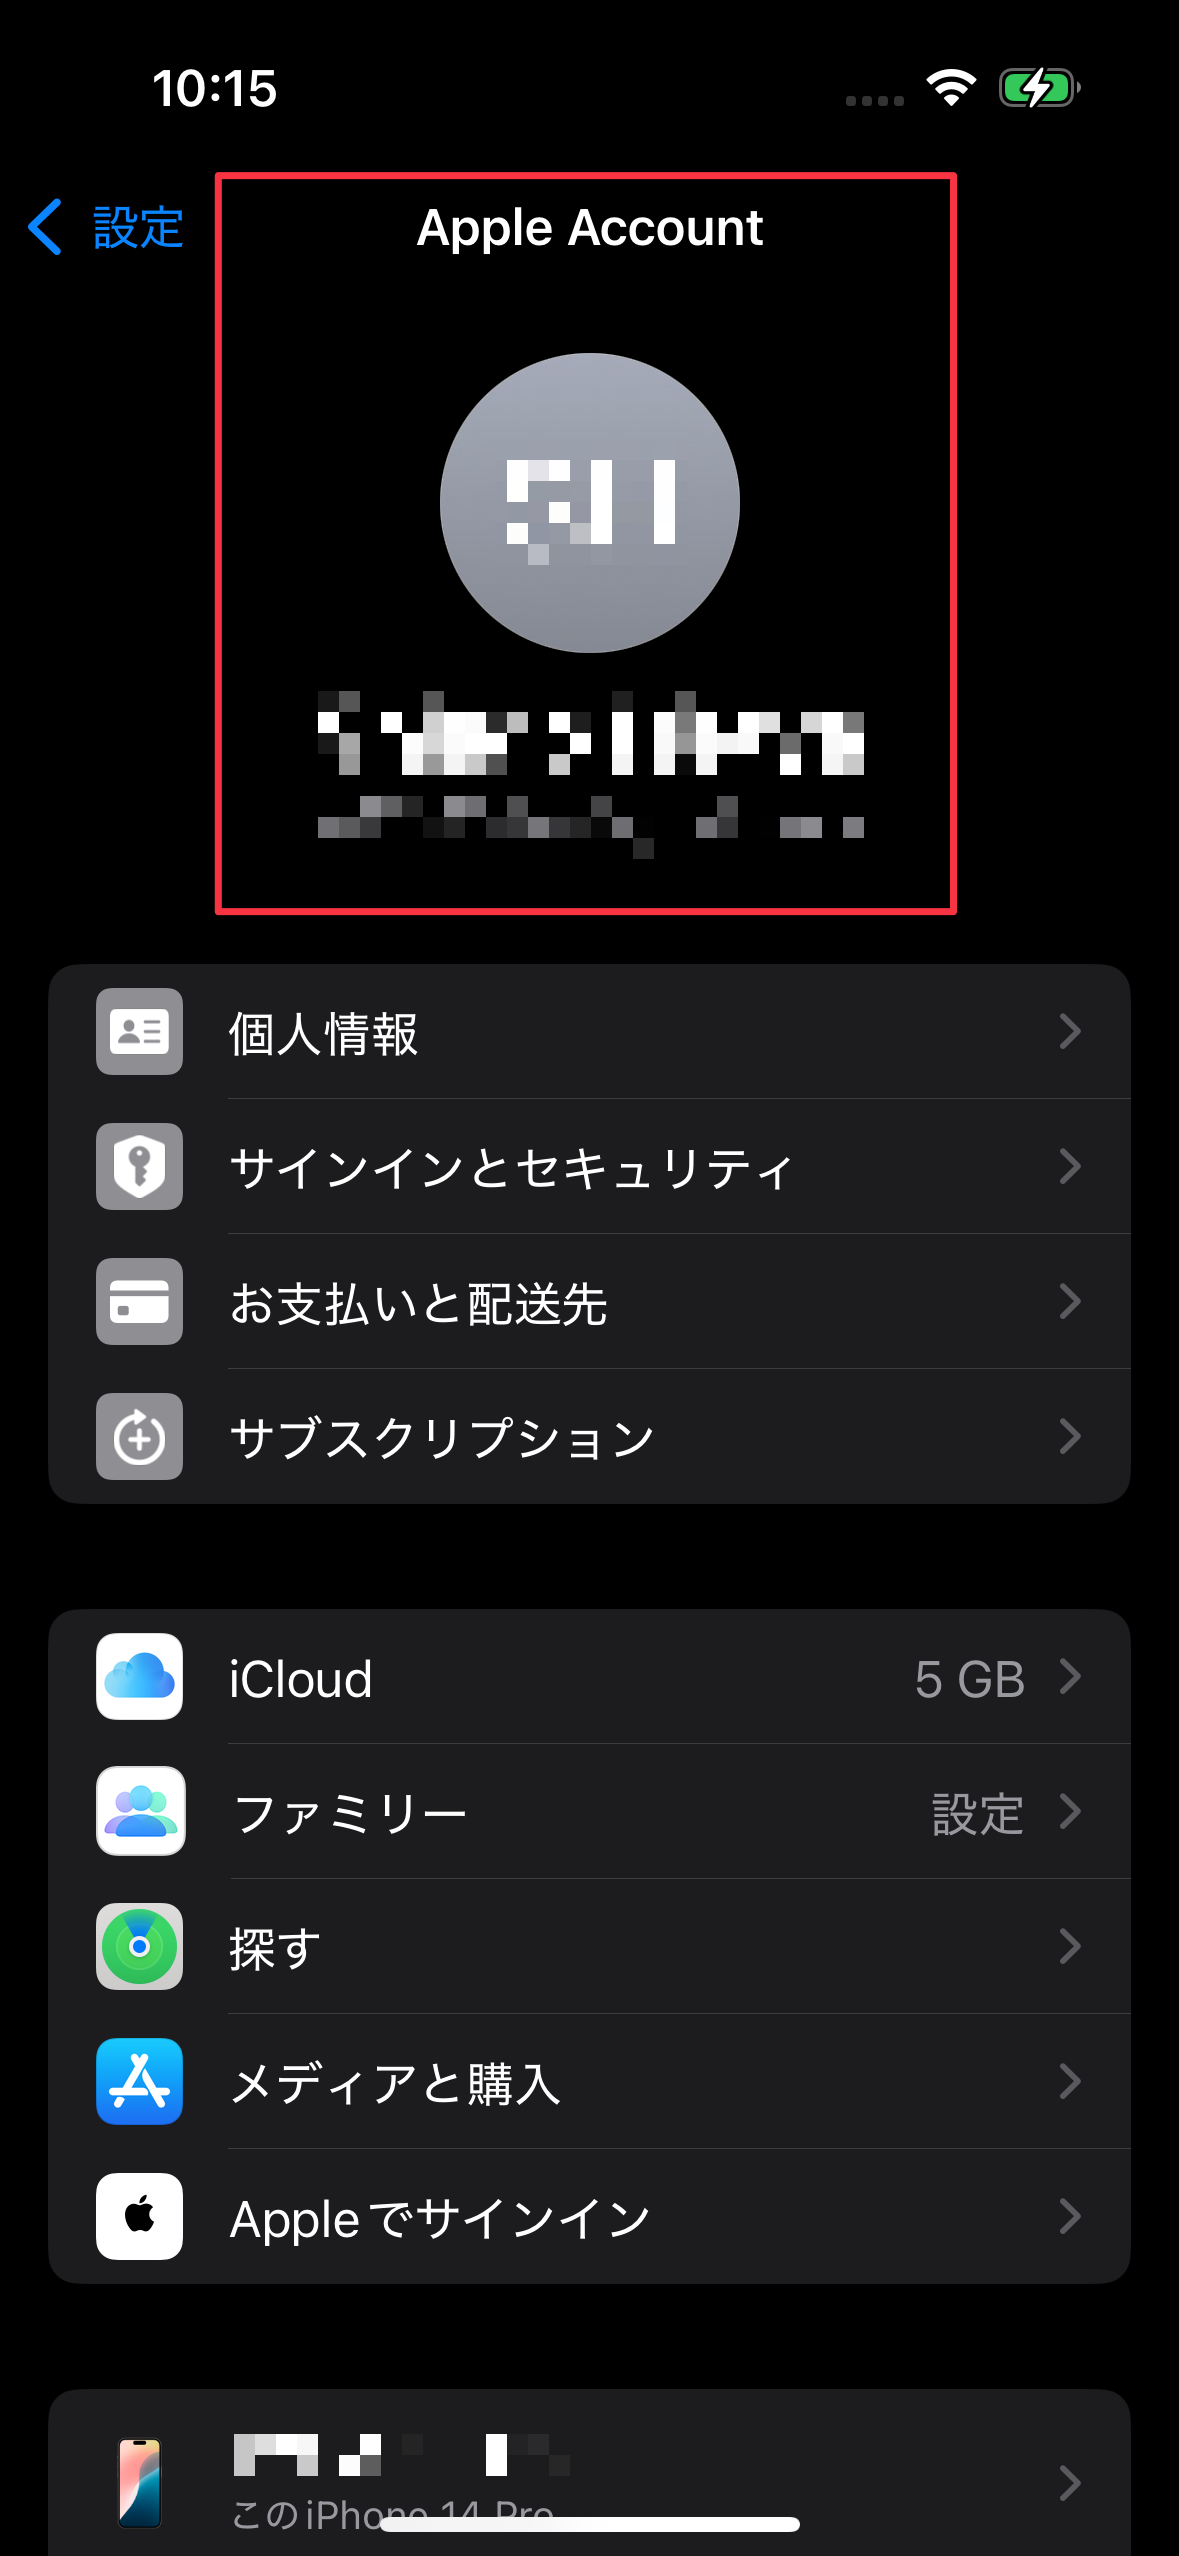 10:15
設定
Apple Account
個人情報
サインインとセキュリティ
お支払いと配送先
サブスクリプション
iCloud
5 GB
ファミリー
設定
探す
メディアと購入
Appleでサインイン
このiPhone 14 Pro